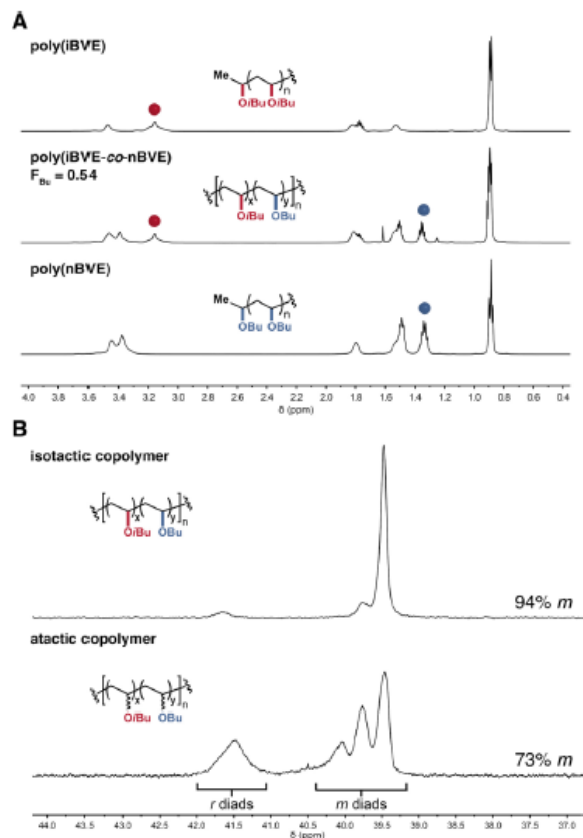 A
poly(iBVE)
Me
n
OiBu OiBu
poly(iBVE-co-nBVE)
F_Bu = 0.54
x y n
OiBu OBu
poly(nBVE)
Me
n
OBu OBu
4.0 3.8 3.6 3.4 3.2 3.0 2.8 2.6 2.4 2.2 2.0 1.8 1.6 1.4 1.2 1.0 0.8 0.6 0.4
δ (ppm)
B
isotactic copolymer
x y n
OiBu OBu
94% m
atactic copolymer
x y n
OiBu OBu
73% m
r diads m diads
44.0 43.5 43.0 42.5 42.0 41.5 41.0 40.5 40.0 39.5 39.0 38.5 38.0 37.5 37.0
δ (ppm)